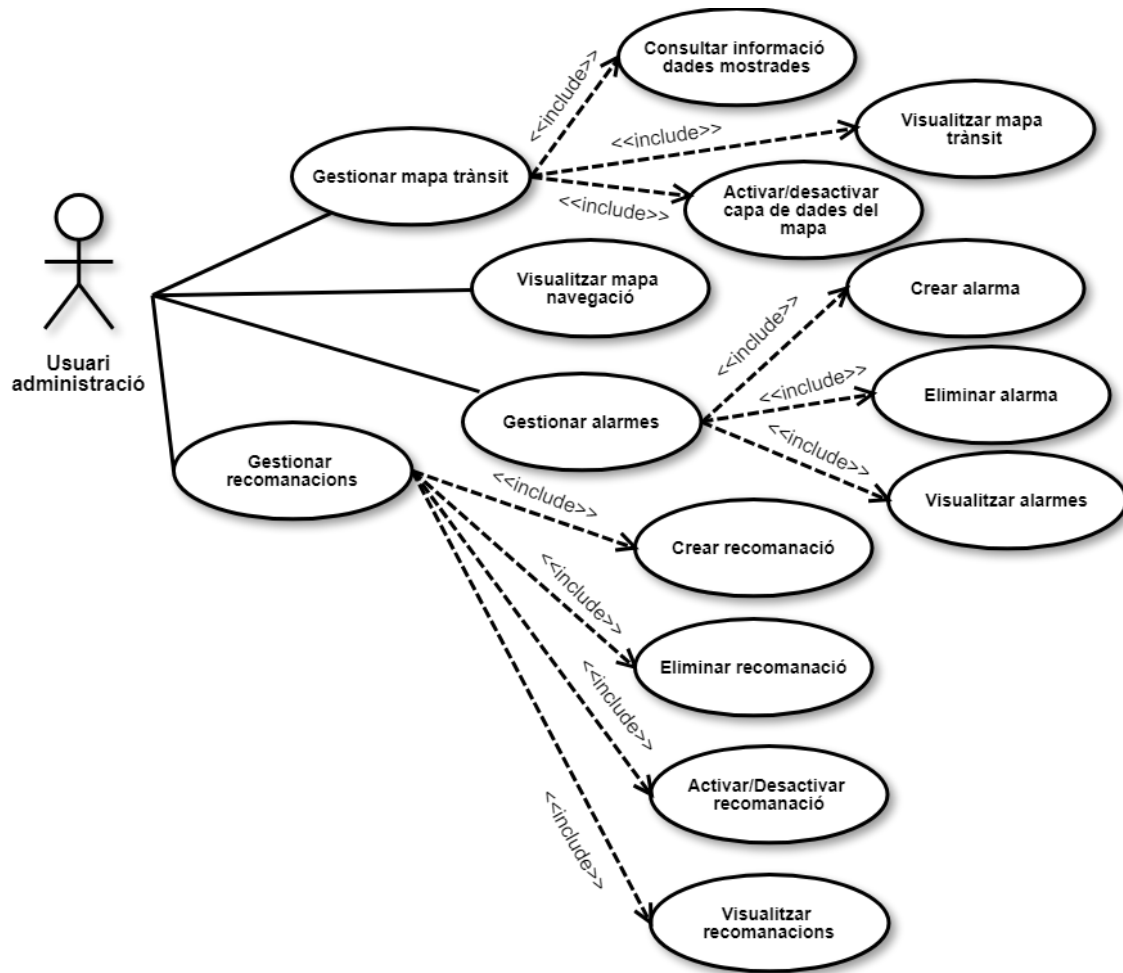 Consultar informació
dades mostrades
<<include>>
<<include>>
Visualitzar mapa
trànsit
Gestionar mapa trànsit
<<include>>
Activar/desactivar
capa de dades del
mapa
Visualitzar mapa
navegació
Crear alarma
<<include>>
Usuari
administració
<<include>>
Eliminar alarma
Gestionar alarmes
<<include>>
Visualitzar alarmes
Gestionar
recomanacions
<<include>>
Crear recomanació
<<include>>
Eliminar recomanació
<<include>>
Activar/Desactivar
recomanació
<<include>>
Visualitzar
recomanacions